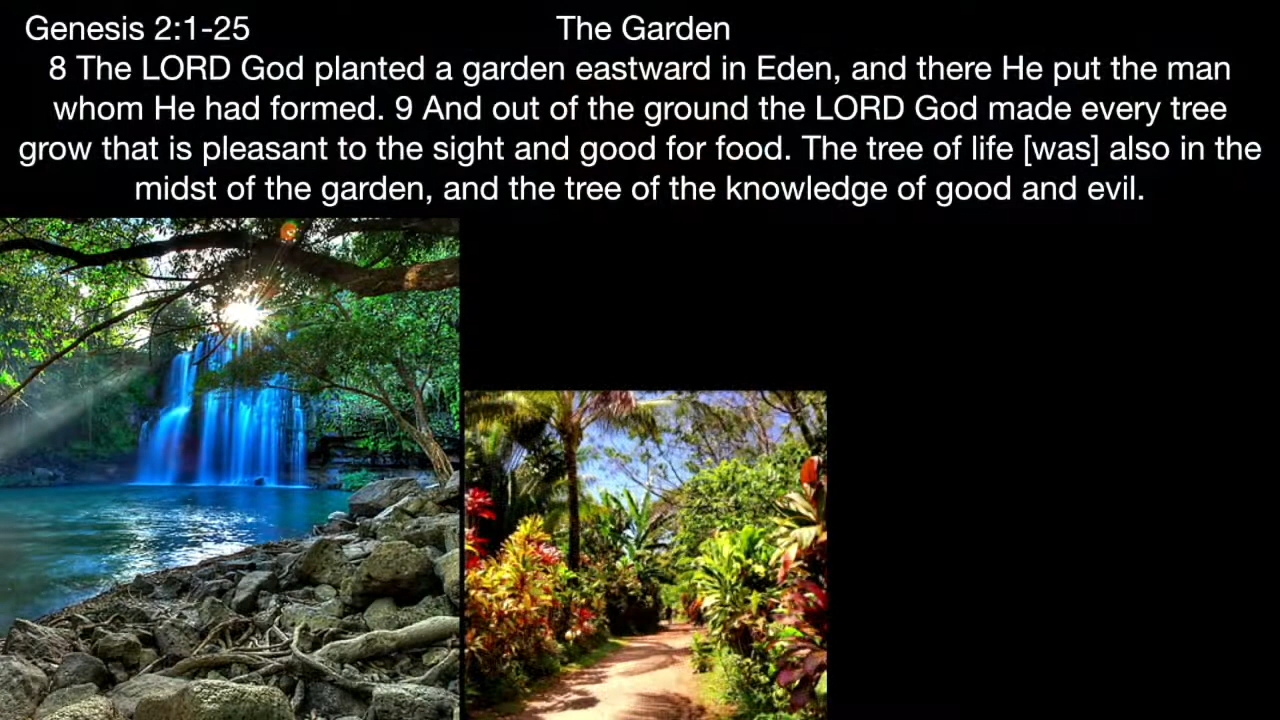 Genesis 2:1-25 The Garden
8 The LORD God planted a garden eastward in Eden, and there He put the man
whom He had formed. 9 And out of the ground the LORD God made every tree
grow that is pleasant to the sight and good for food. The tree of life [was] also in the
midst of the garden, and the tree of the knowledge of good and evil.